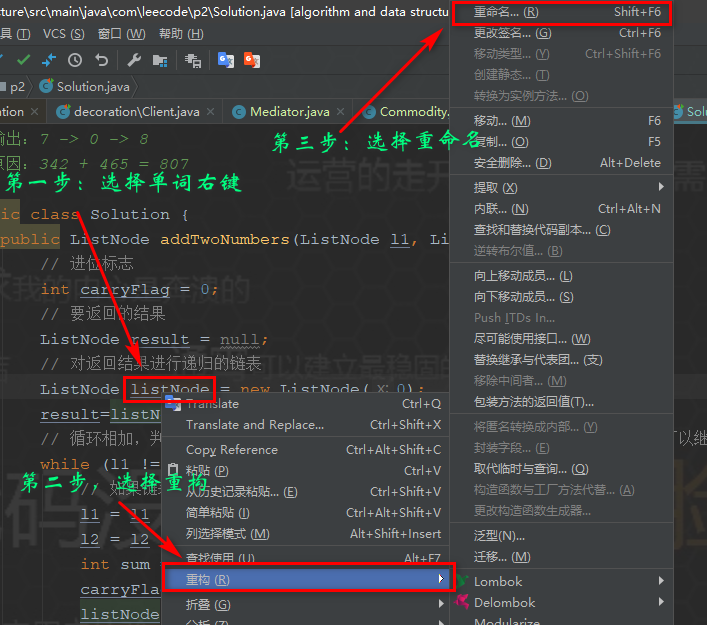 cture\src\main\java\com\leecode\p2\Solution.java [algorithm and data structu
具 (T) VCS (S) 窗口 (W) 帮助 (H)
p2 Solution.java
ation decoration\Client.java Mediator.java Commodity. Solu
输出: 7 -> 0 -> 8
原因: 342 + 465 = 807
第三步：选择重命名
第一步：选择单词右键
ic class Solution {
public ListNode addTwoNumbers(ListNode l1, Li
// 进位标志
int carryFlag = 0;
// 要返回的结果
ListNode result = null;
// 对返回结果进行递归的链表
ListNode listNode = new ListNode( x: 0);
result=listN
// 循环相加，判
while (l1 !=
第二步，选择重构
// 如果链
l1 = l1
l2 = l2
int sum
carryFla
listNode
Translate Ctrl+Q
Translate and Replace... Ctrl+Shift+X
Copy Reference Ctrl+Alt+Shift+C
粘贴 (P) Ctrl+V
从历史记录粘贴... (E) Ctrl+Shift+V
简单粘贴 (I) Ctrl+Alt+Shift+V
列选择模式 (M) Alt+Shift+Insert
查找使用 (U) Alt+F7
重构 (R)
折叠 (G)
分析 (Z)
重命名... (R) Shift+F6
更改签名... (G) Ctrl+F6
移动类型... (Y) Ctrl+Shift+F6
创建静态... (T)
转换为实例方法... (O)
移动... (M) F6
复制... (O) F5
安全删除... (D) Alt+Delete
提取 (X)
内联... (N) Ctrl+Alt+N
查找和替换代码副本... (C)
逆转布尔值... (B)
向上移动成员... (L)
向下移动成员... (S)
Push ITDs In...
尽可能使用接口... (W)
替换继承与代表团... (支)
移除中间者... (M)
包装方法的返回值(T)...
将匿名转换成内部... (Y)
封装字段... (E)
取代临时与查询... (Q)
构造函数与工厂方法代替... (A)
更改构造函数生成器...
泛型(N)...
迁移... (M)
Lombok
Delombok
Modularize